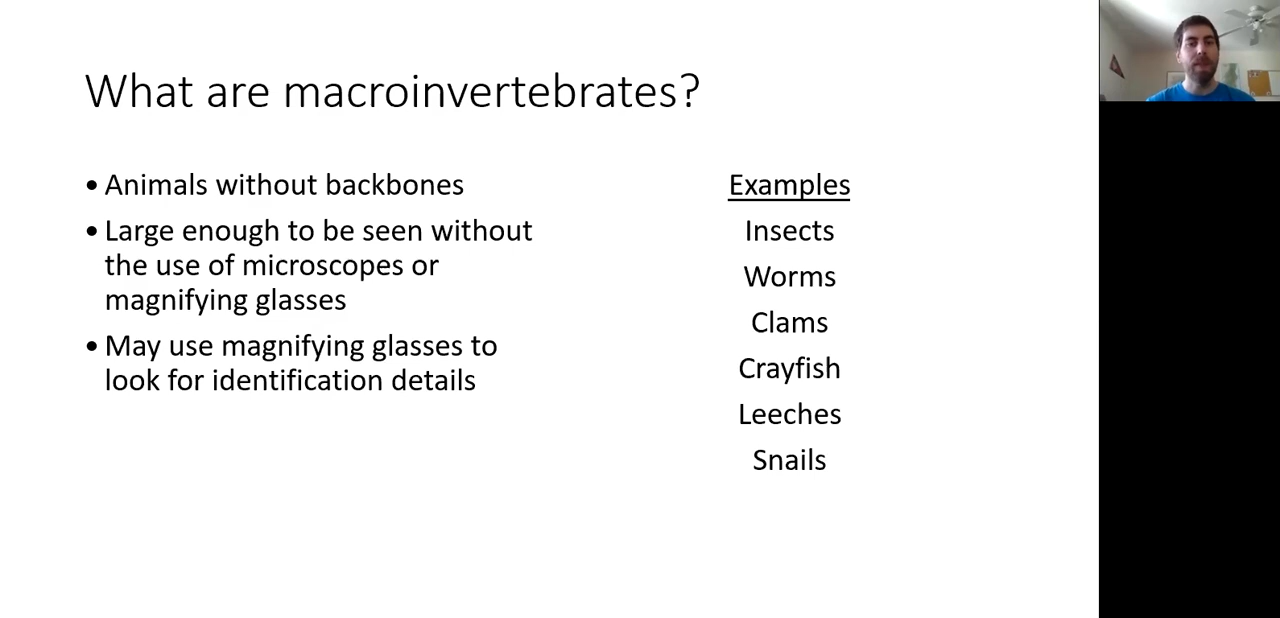 What are macroinvertebrates?
• Animals without backbones
• Large enough to be seen without
the use of microscopes or
magnifying glasses
• May use magnifying glasses to
look for identification details
Examples
Insects
Worms
Clams
Crayfish
Leeches
Snails